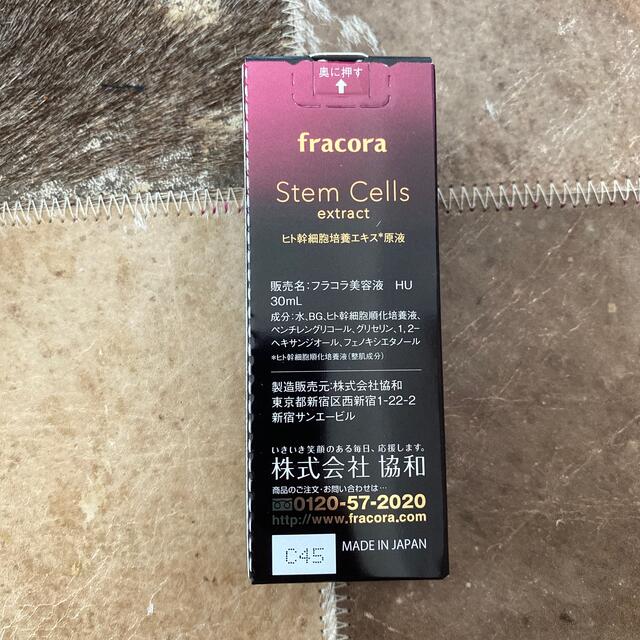 奥に押す
fracora
Stem Cells
extract
ヒト幹細胞培養エキス*原液
販売名:フラコラ美容液 HU
30mL
成分:水、BG、ヒト幹細胞順化培養液、
ペンチレングリコール、グリセリン、1,2-
ヘキサンジオール、フェノキシエタノール
*ヒト幹細胞順化培養液(整肌成分)
製造販売元:株式会社協和
東京都新宿区西新宿1-22-2
新宿サンエービル
いきいき笑顔のある毎日、応援します。
株式会社 協和
商品のご注文・お問い合わせは…
0120-57-2020
http://www.fracora.com
C45
MADE IN JAPAN